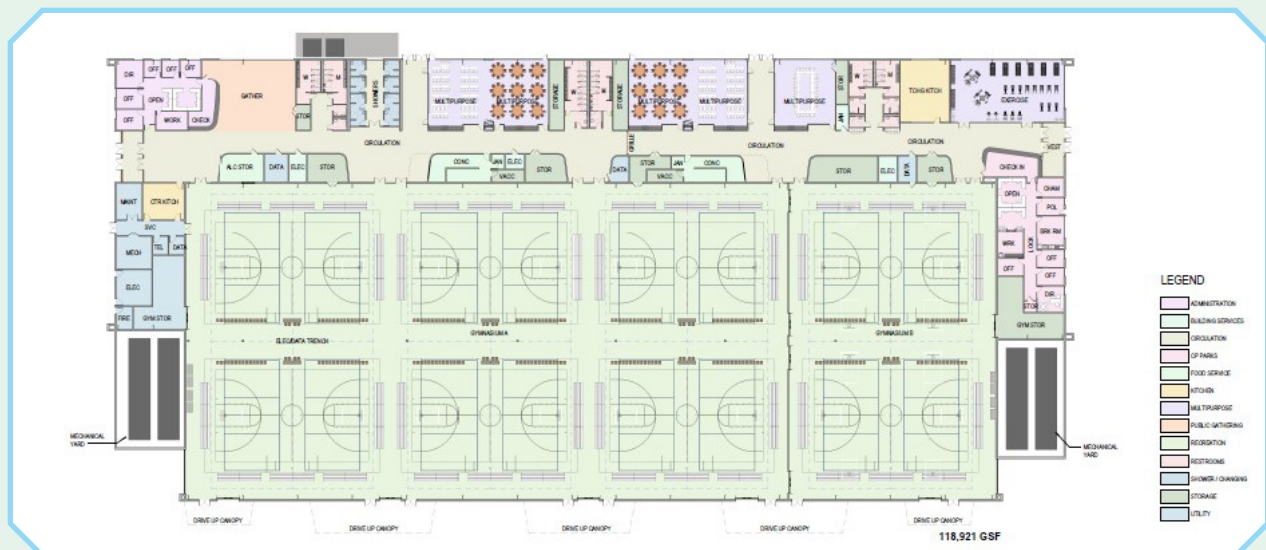 DIR
OFF
OFF
OFF
OFF
OPEN
OFF
WORK
CHECK
GATHER
W
M
STOR
SHOWERS
MULTIPURPOSE
MULTIPURPOSE
STORAGE
W
M
STORAGE
MULTIPURPOSE
MULTIPURPOSE
MULTIPURPOSE
STOR
JAN
W
M
TCHG KITCH
EXERCISE
CIRCULATION
GRILLE
CIRCULATION
CIRCULATION
VEST
ALC STOR
DATA
ELEC
STOR
CONC
JAN
ELEC
VACC
STOR
DATA
STOR
JAN
VACC
CONC
STOR
ELEC
DATA
STOR
CHECK IN
MAINT
CTR KITCH
SVC
TEL
DATA
MECH
ELEC
FIRE
GYM STOR
OPEN
CHAM
POL
BRK RM
WRK
LOCK
OFF
OFF
OFF
DIR
STOR
GYM STOR
ELEC/DATA TRENCH
GYMNASIUM A
GYMNASIUM B
MECHANICAL
YARD
MECHANICAL
YARD
DRIVE UP CANOPY
DRIVE UP CANOPY
DRIVE UP CANOPY
DRIVE UP CANOPY
DRIVE UP CANOPY
118,921 GSF
LEGEND
ADMINISTRATION
BUILDING SERVICES
CIRCULATION
CP PARKS
FOOD SERVICE
KITCHEN
MULTIPURPOSE
PUBLIC GATHERING
RECREATION
RESTROOMS
SHOWER / CHANGING
STORAGE
UTILITY